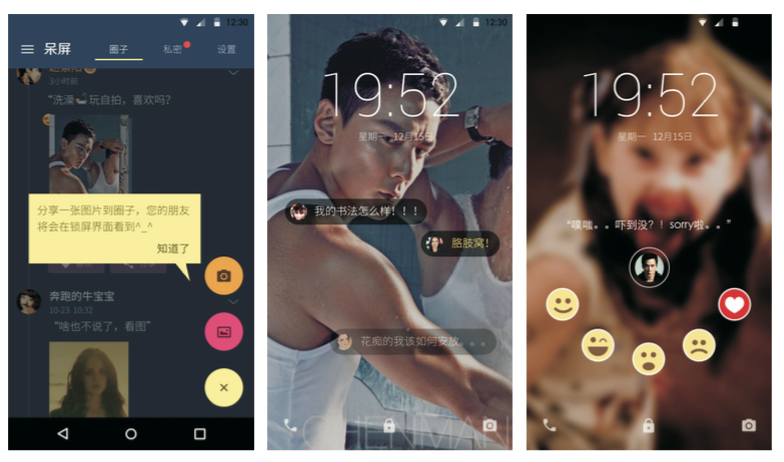 12:30
呆屏
圈子
私密
设置
3小时前
“洗澡🛁玩自拍，喜欢吗？
分享一张图片到圈子，您的朋友
将会在锁屏界面看到^_^
知道了
奔跑的牛宝宝
10-23 10:32
“啥也不说了，看图”
12:30
19:52
星期一 12月15日
我的书法怎么样！！！
胳肢窝！
花痴的我该如何安放。。。
CHENMAN
19:52
星期一 12月15日
“噗嗤。。吓到没？！sorry啦。。”